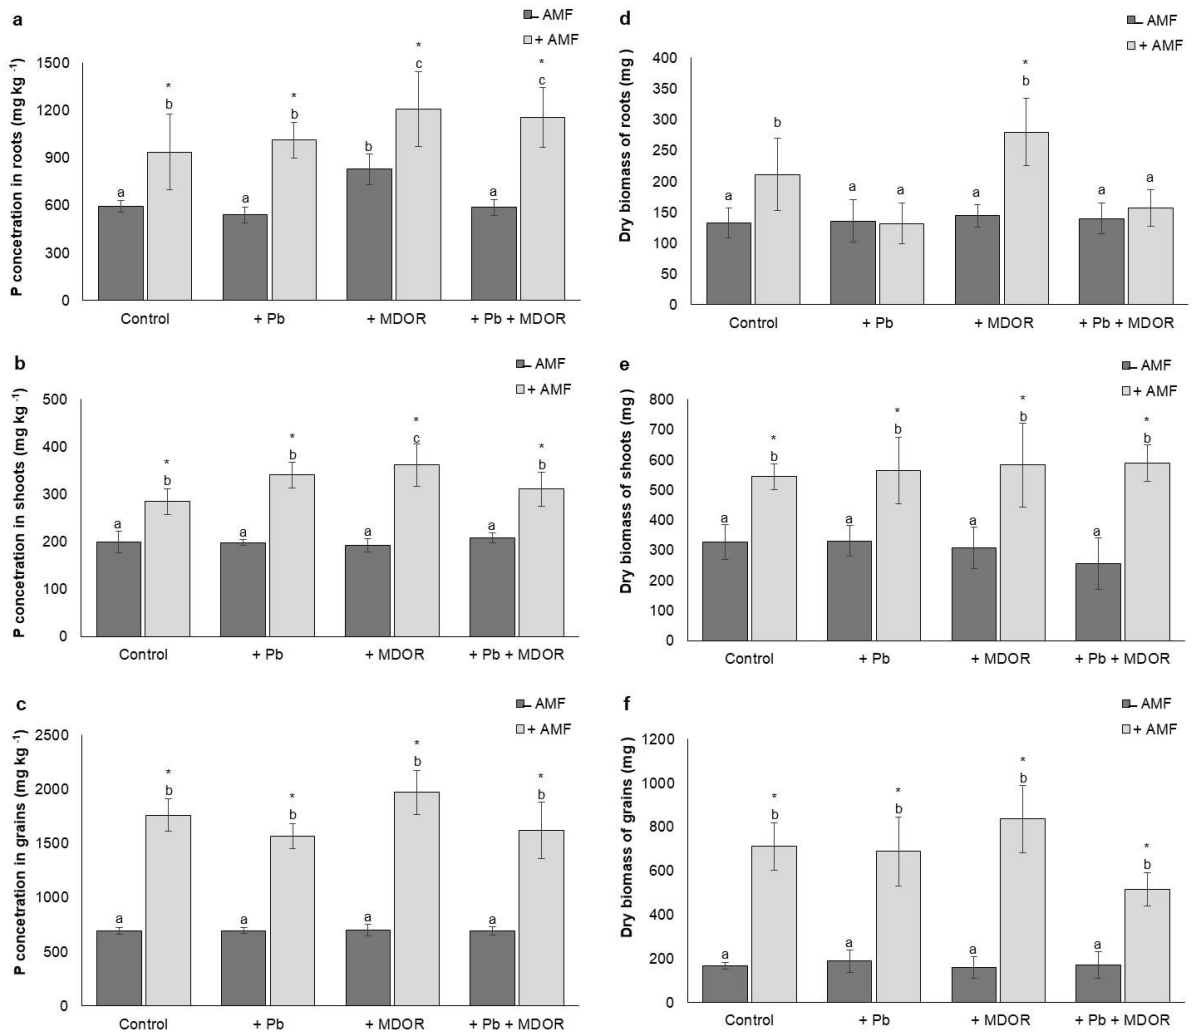 a
– AMF
+ AMF
P concetration in roots (mg kg -1)
1500
1200
900
600
300
0
a
*
b
a
*
b
b
*
c
a
*
c
Control
+ Pb
+ MDOR
+ Pb + MDOR
b
– AMF
+ AMF
P concetration in shoots (mg kg -1)
500
400
300
200
100
0
a
*
b
a
*
b
a
*
c
a
*
b
Control
+ Pb
+ MDOR
+ Pb + MDOR
c
– AMF
+ AMF
P concetration in grains (mg kg -1)
2500
2000
1500
1000
500
0
a
*
b
a
*
b
a
*
b
a
*
b
Control
+ Pb
+ MDOR
+ Pb + MDOR
d
– AMF
+ AMF
Dry biomass of roots (mg )
400
350
300
250
200
150
100
50
0
a
b
a
a
a
*
b
a
a
Control
+ Pb
+ MDOR
+ Pb + MDOR
e
– AMF
+ AMF
Dry biomass of shoots (mg)
800
700
600
500
400
300
200
100
0
a
*
b
a
*
b
a
*
b
a
*
b
Control
+ Pb
+ MDOR
+ Pb + MDOR
f
– AMF
+ AMF
Dry biomass of grains (mg)
1200
1000
800
600
400
200
0
a
*
b
a
*
b
a
*
b
a
*
b
Control
+ Pb
+ MDOR
+ Pb + MDOR